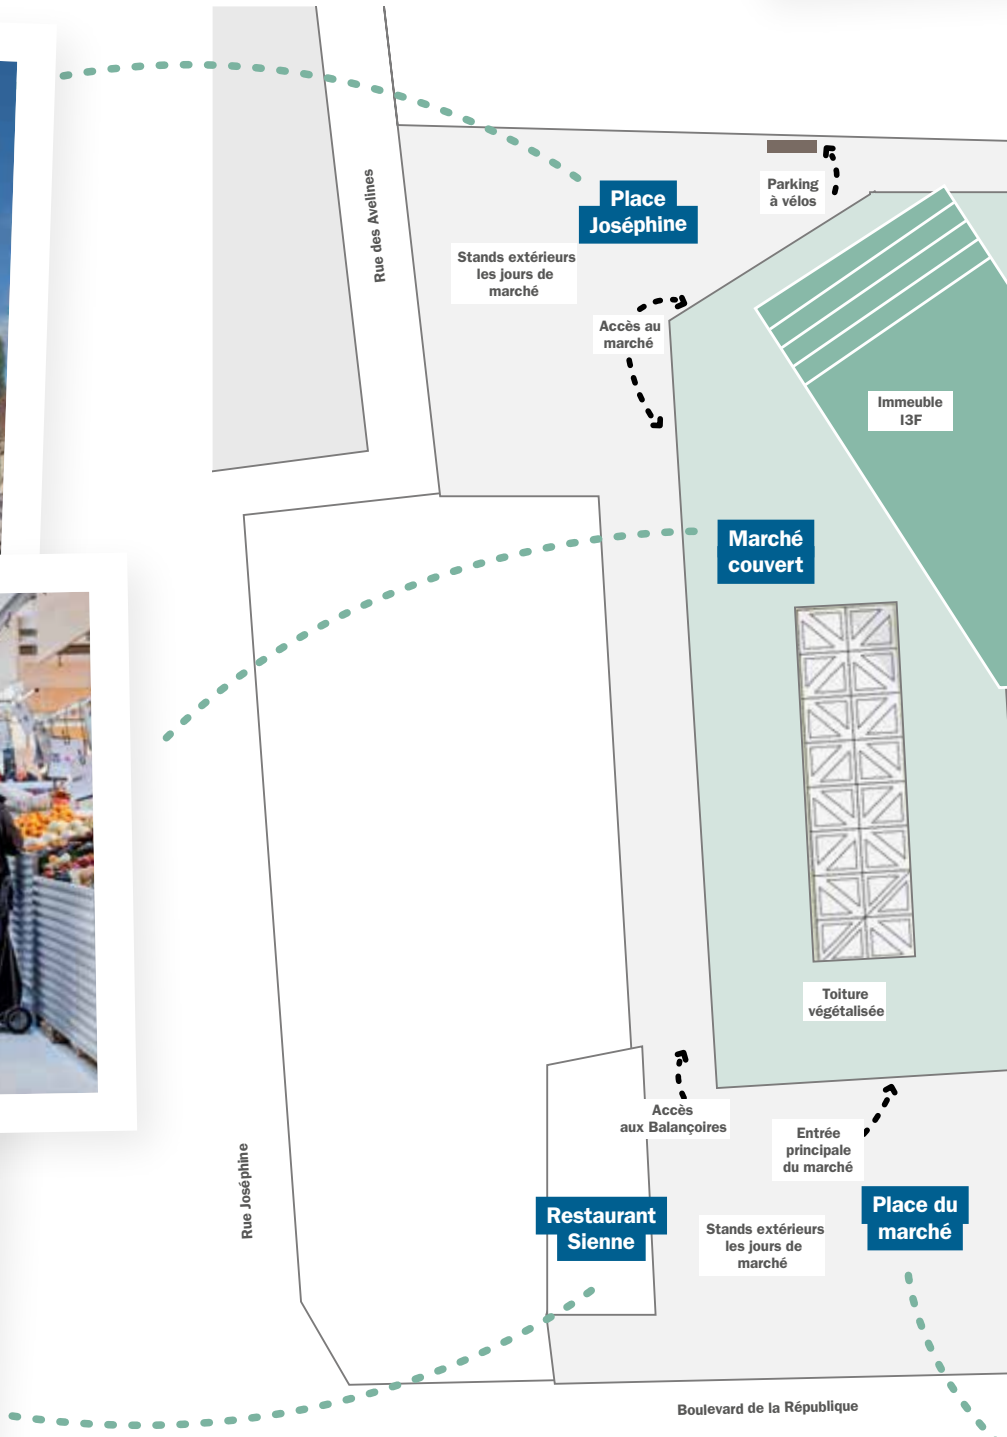 Rue des Avelines
Place
Joséphine
Parking
à vélos
Stands extérieurs
les jours de
marché
Accès au
marché
Immeuble
I3F
Marché
couvert
Toiture
végétalisée
Accès
aux Balançoires
Entrée
principale
du marché
Rue Joséphine
Restaurant
Sienne
Place du
marché
Stands extérieurs
les jours de
marché
Boulevard de la République